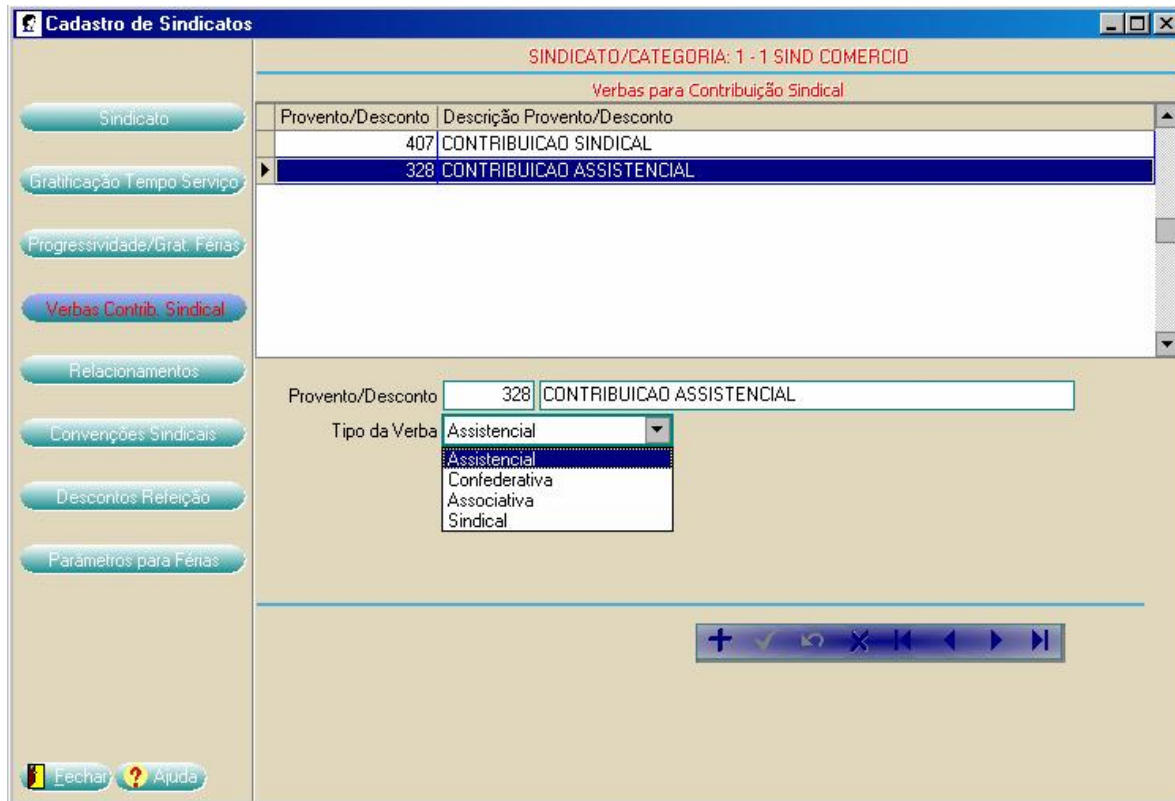 Cadastro de Sindicatos
SINDICATO/CATEGORIA: 1 - 1 SIND COMERCIO
Verbas para Contribuição Sindical
Sindicato
Gratificação Tempo Serviço
Progressividade/Grat. Férias
Verbas Contrib. Sindical
Relacionamentos
Convenções Sindicais
Descontos Refeição
Parâmetros para Férias
Provento/Desconto Descrição Provento/Desconto
407 CONTRIBUICAO SINDICAL
328 CONTRIBUICAO ASSISTENCIAL
Provento/Desconto 328 CONTRIBUICAO ASSISTENCIAL
Tipo da Verba Assistencial
Assistencial
Confederativa
Associativa
Sindical
Fechar Ajuda